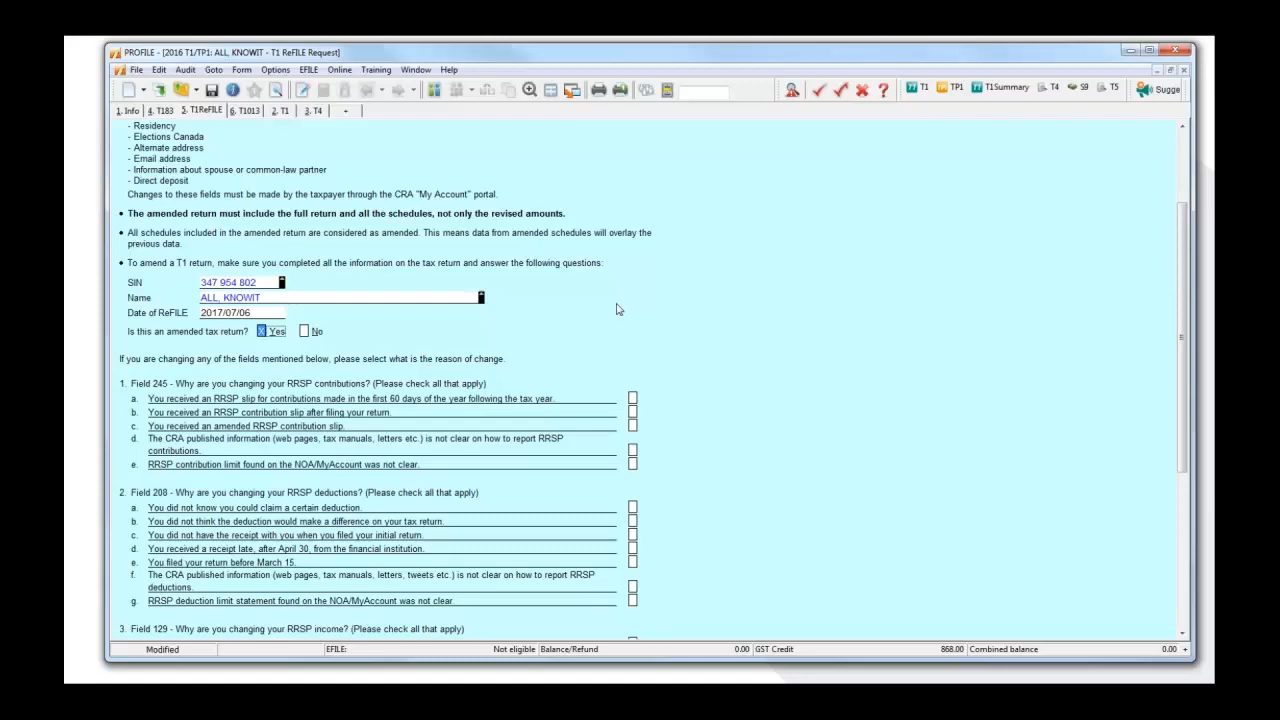 PROFILE - [2016 T1/TP1: ALL, KNOWIT - T1 ReFILE Request]
File Edit Audit Goto Form Options EFILE Online Training Window Help
T1 TP1 T1Summary T4 S9 T5 Sugge
1. Info 4. T183 5. T1ReFILE 6. T1013 2. T1 3. T4 +
- Residency
- Elections Canada
- Alternate address
- Email address
- Information about spouse or common-law partner
- Direct deposit
Changes to these fields must be made by the taxpayer through the CRA "My Account" portal.
• The amended return must include the full return and all the schedules, not only the revised amounts.
• All schedules included in the amended return are considered as amended. This means data from amended schedules will overlay the
previous data.
• To amend a T1 return, make sure you completed all the information on the tax return and answer the following questions:
SIN 347 954 802
Name ALL, KNOWIT
Date of ReFILE 2017/07/06
Is this an amended tax return? X Yes No
If you are changing any of the fields mentioned below, please select what is the reason of change.
1. Field 245 - Why are you changing your RRSP contributions? (Please check all that apply)
a. You received an RRSP slip for contributions made in the first 60 days of the year following the tax year.
b. You received an RRSP contribution slip after filing your return.
c. You received an amended RRSP contribution slip.
d. The CRA published information (web pages, tax manuals, letters etc.) is not clear on how to report RRSP
contributions.
e. RRSP contribution limit found on the NOA/MyAccount was not clear.
2. Field 208 - Why are you changing your RRSP deductions? (Please check all that apply)
a. You did not know you could claim a certain deduction.
b. You did not think the deduction would make a difference on your tax return.
c. You did not have the receipt with you when you filed your initial return.
d. You received a receipt late, after April 30, from the financial institution.
e. You filed your return before March 15.
f. The CRA published information (web pages, tax manuals, letters, tweets etc.) is not clear on how to report RRSP
deductions.
g. RRSP deduction limit statement found on the NOA/MyAccount was not clear.
3. Field 129 - Why are you changing your RRSP income? (Please check all that apply)
Modified EFILE: Not eligible Balance/Refund 0.00 GST Credit 868.00 Combined balance 0.00 +